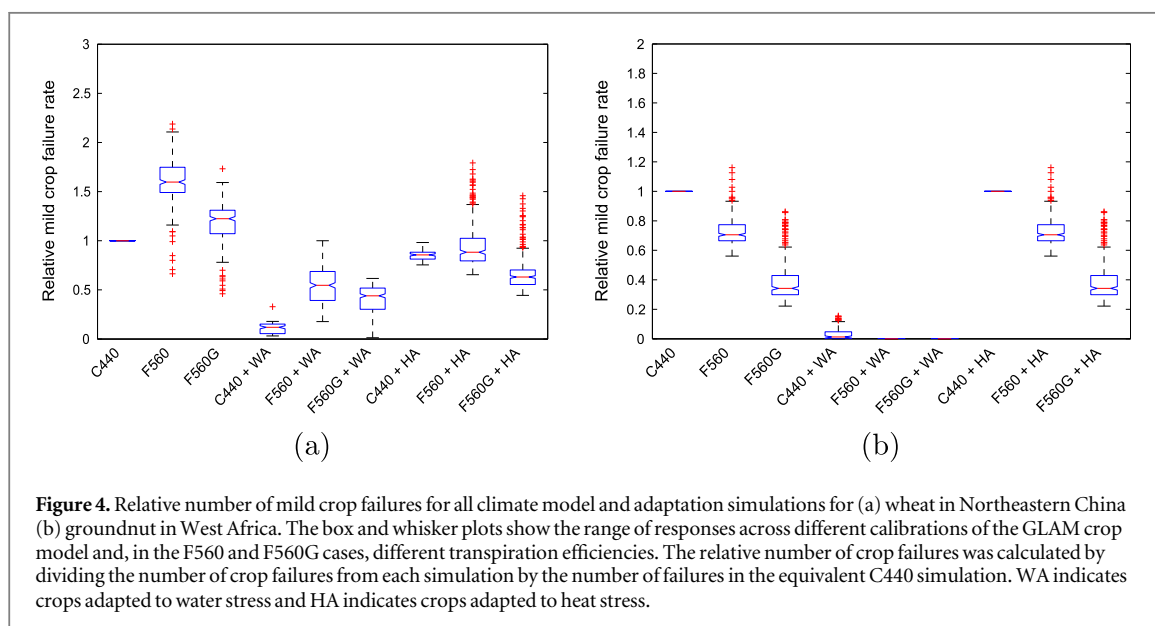 3
2.5
2
1.5
1
0.5
0
Relative mild crop failure rate
C440
F560
F560G
C440 + WA
F560 + WA
F560G + WA
C440 + HA
F560 + HA
F560G + HA
(a)
2
1.8
1.6
1.4
1.2
1
0.8
0.6
0.4
0.2
0
Relative mild crop failure rate
C440
F560
F560G
C440 + WA
F560 + WA
F560G + WA
C440 + HA
F560 + HA
F560G + HA
(b)
Figure 4. Relative number of mild crop failures for all climate model and adaptation simulations for (a) wheat in Northeastern China
(b) groundnut in West Africa. The box and whisker plots show the range of responses across different calibrations of the GLAM crop
model and, in the F560 and F560G cases, different transpiration efficiencies. The relative number of crop failures was calculated by
dividing the number of crop failures from each simulation by the number of failures in the equivalent C440 simulation. WA indicates
crops adapted to water stress and HA indicates crops adapted to heat stress.